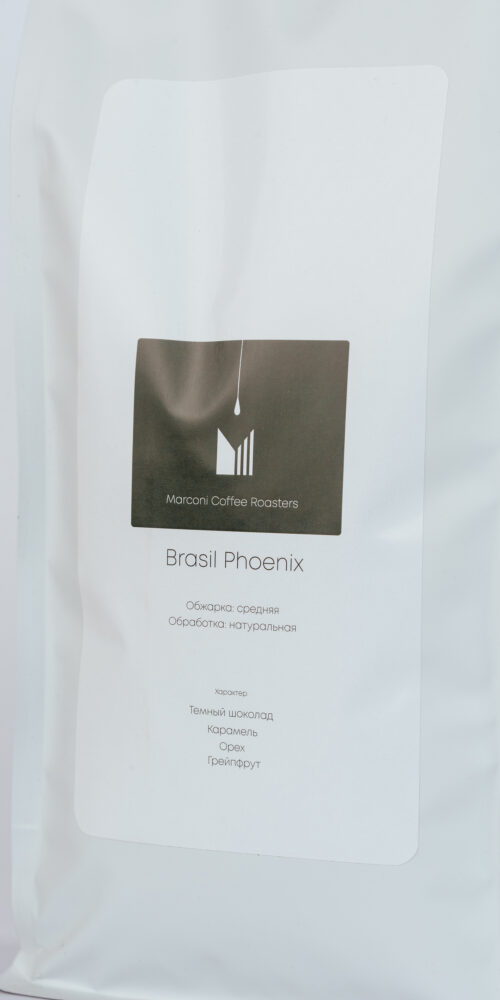 Marconi Coffee Roasters
Brasil Phoenix
Обжарка: средняя
Обработка: натуральная
Характер:
Темный шоколад
Карамель
Орех
Грейпфрут